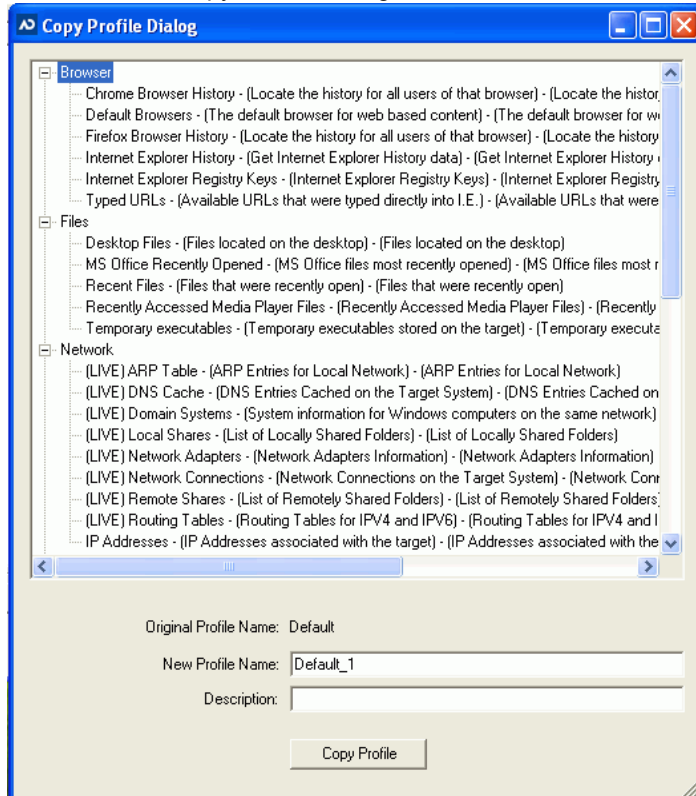 Copy Profile Dialog
Browser
Chrome Browser History - (Locate the history for all users of that browser) - (Locate the histor
Default Browsers - (The default browser for web based content) - (The default browser for w
Firefox Browser History - (Locate the history for all users of that browser) - (Locate the history
Internet Explorer History - (Get Internet Explorer History data) - (Get Internet Explorer History
Internet Explorer Registry Keys - (Internet Explorer Registry Keys) - (Internet Explorer Registry
Typed URLs - (Available URLs that were typed directly into I.E.) - (Available URLs that were
Files
Desktop Files - (Files located on the desktop) - (Files located on the desktop)
MS Office Recently Opened - (MS Office files most recently opened) - (MS Office files most r
Recent Files - (Files that were recently open) - (Files that were recently open)
Recently Accessed Media Player Files - (Recently Accessed Media Player Files) - (Recently
Temporary executables - (Temporary executables stored on the target) - (Temporary executa
Network
(LIVE) ARP Table - (ARP Entries for Local Network) - (ARP Entries for Local Network)
(LIVE) DNS Cache - (DNS Entries Cached on the Target System) - (DNS Entries Cached on
(LIVE) Domain Systems - (System information for Windows computers on the same network)
(LIVE) Local Shares - (List of Locally Shared Folders) - (List of Locally Shared Folders)
(LIVE) Network Adapters - (Network Adapters Information) - (Network Adapters Information)
(LIVE) Network Connections - (Network Connections on the Target System) - (Network Conr
(LIVE) Remote Shares - (List of Remotely Shared Folders) - (List of Remotely Shared Folders)
(LIVE) Routing Tables - (Routing Tables for IPV4 and IPV6) - (Routing Tables for IPV4 and I
IP Addresses - (IP Addresses associated with the target) - (IP Addresses associated with the
Original Profile Name: Default
New Profile Name: Default_1
Description:
Copy Profile